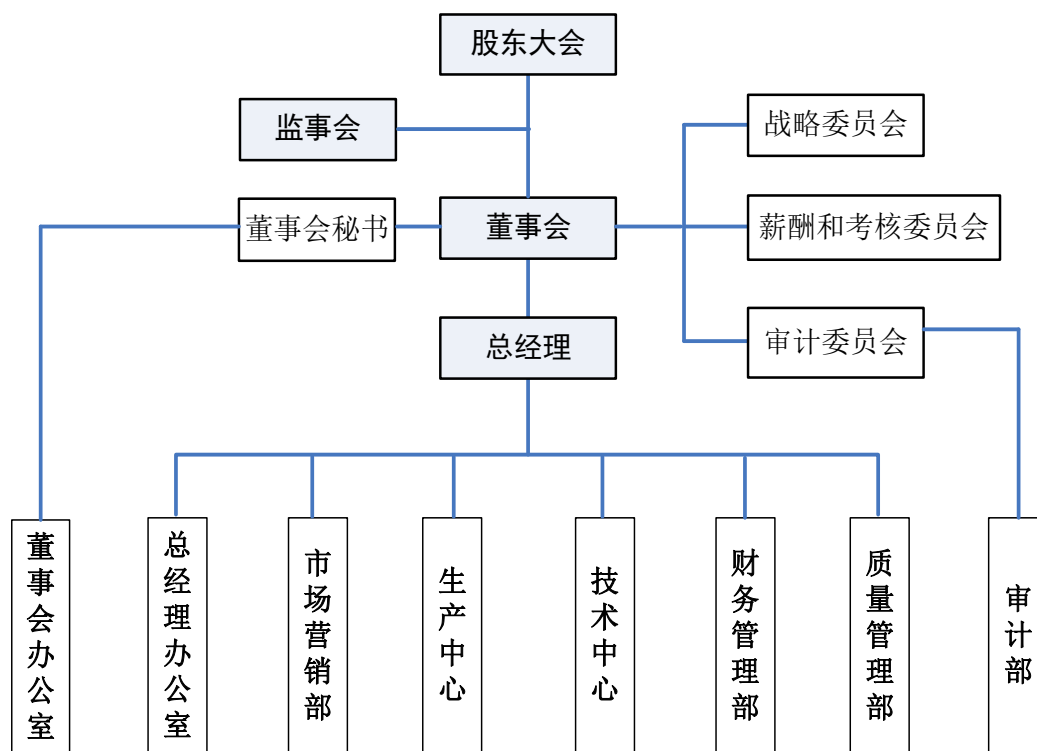 股东大会
监事会
战略委员会
董事会秘书
董事会
薪酬和考核委员会
总经理
审计委员会
董事会办公室
总经理办公室
市场营销部
生产中心
技术中心
财务管理部
质量管理部
审计部